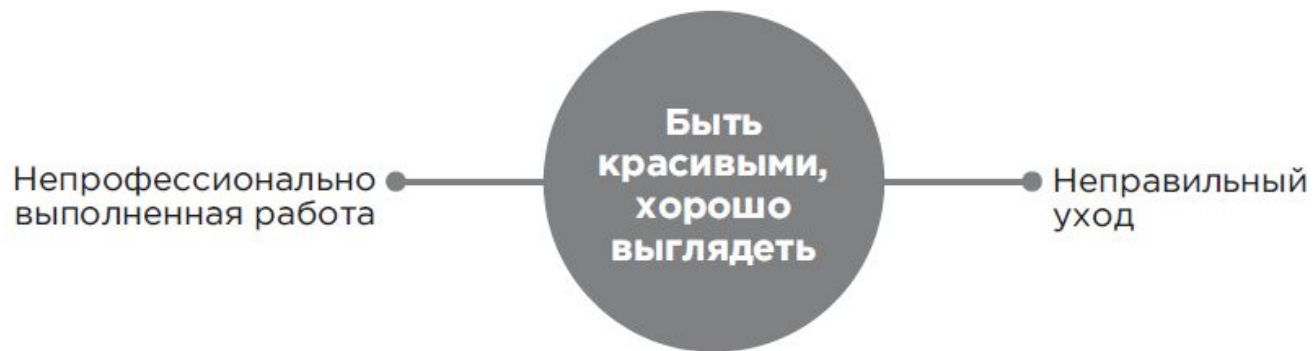 Непрофессионально
выполненная работа
Быть
красивыми,
хорошо
выглядеть
Неправильный
уход